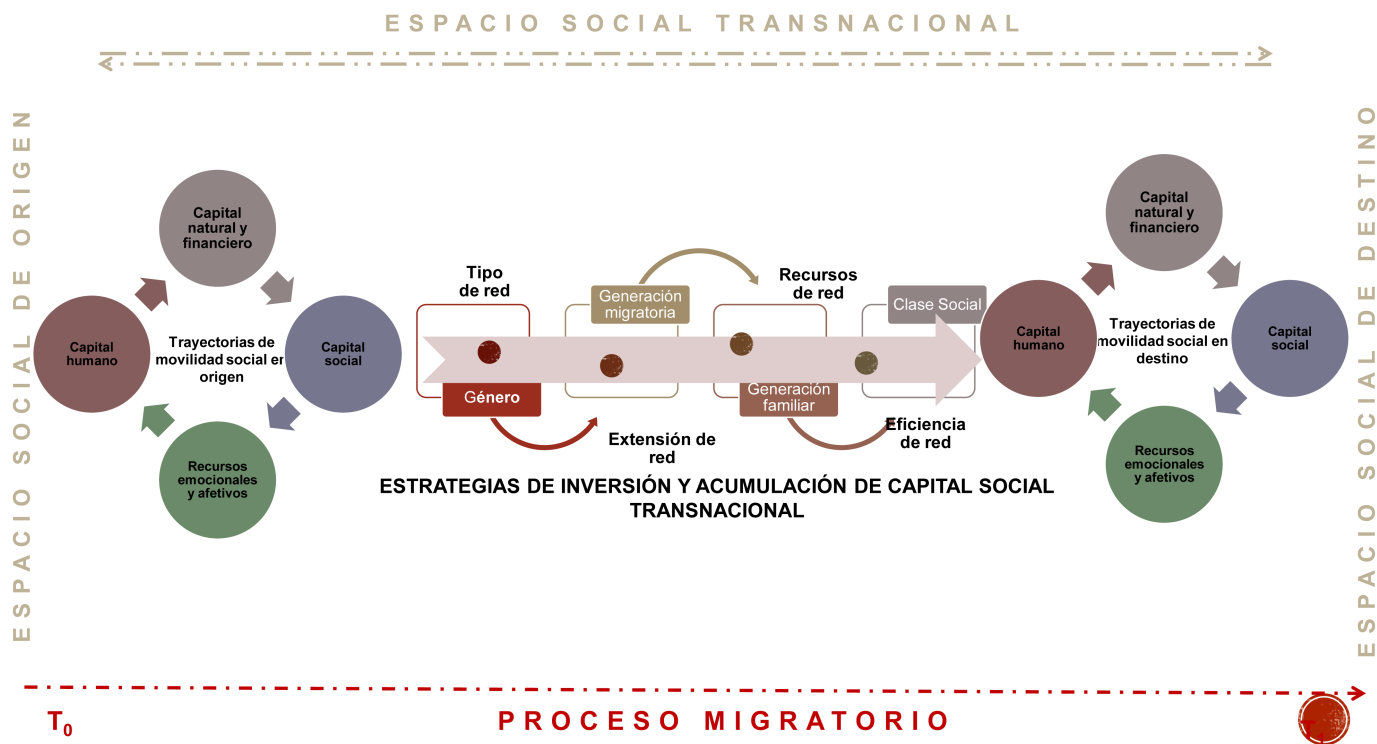 ESPACIO SOCIAL TRANSNACIONAL
ESPACIO SOCIAL DE ORIGEN
Capital
natural y
financiero
Capital
humano
Trayectorias de
movilidad social en
origen
Capital
social
Recursos
emocionales
y afetivos
Tipo
de red
Género
Generación
migratoria
Extensión de
red
Recursos
de red
Generación
familiar
Clase Social
Eficiencia
de red
ESTRATEGIAS DE INVERSIÓN Y ACUMULACIÓN DE CAPITAL SOCIAL
TRANSNACIONAL
Capital
natural y
financiero
Capital
humano
Trayectorias de
movilidad social en
destino
Capital
social
Recursos
emocionales
y afetivos
ESPACIO SOCIAL DE DESTINO
T0
PROCESO MIGRATORIO